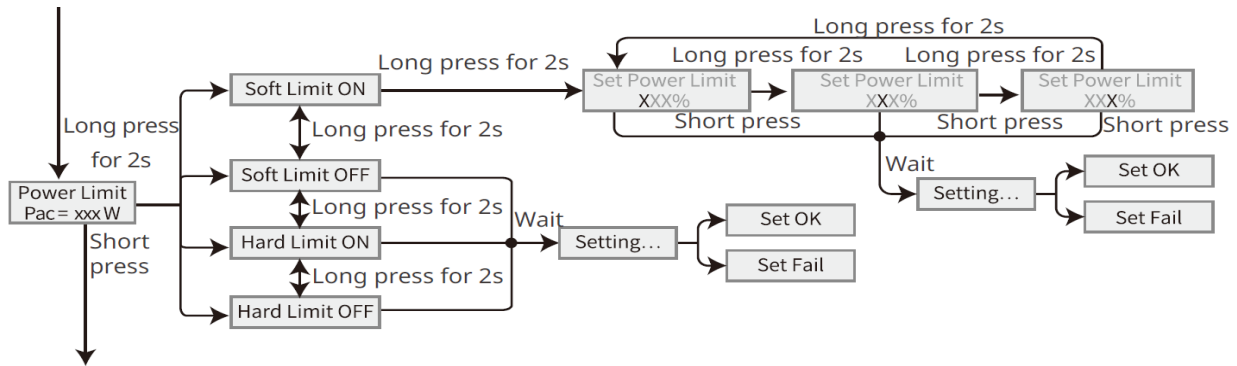 Long press for 2s
Long press for 2s
Long press for 2s
Long press for 2s
Set Power Limit
XXX%
Set Power Limit
XXX%
Set Power Limit
XXX%
Soft Limit ON
Short press
Short press
Short press
Long press
for 2s
Long press for 2s
Wait
Soft Limit OFF
Set OK
Setting...
Set Fail
Power Limit
Pac = xxx W
Long press for 2s
Wait
Set OK
Short
press
Hard Limit ON
Setting...
Set Fail
Long press for 2s
Hard Limit OFF